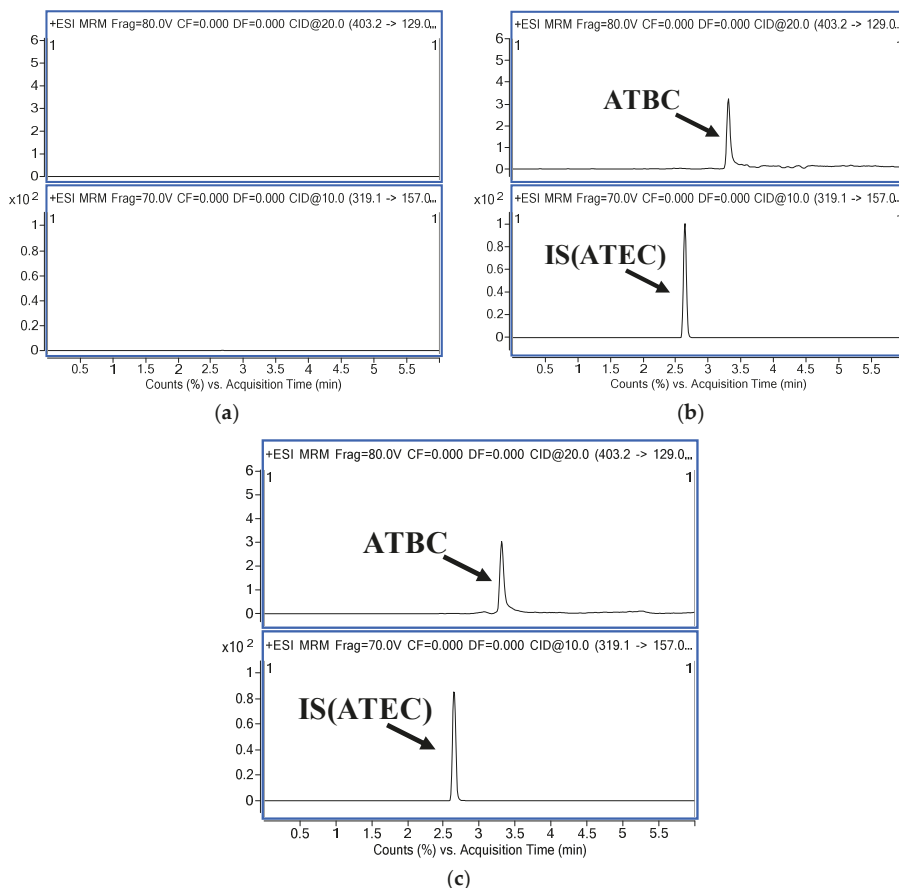 +ESI MRM Frag=80.0V CF=0.000 DF=0.000 CID@20.0 (403.2 -> 129.0...
1 1
6
5
4
3
2
1
0
x10 2 +ESI MRM Frag=70.0V CF=0.000 DF=0.000 CID@10.0 (319.1 -> 157.0...
1 1
1
0.8
0.6
0.4
0.2
0
0.5 1 1.5 2 2.5 3 3.5 4 4.5 5 5.5
Counts (%) vs. Acquisition Time (min)
(a)
+ESI MRM Frag=80.0V CF=0.000 DF=0.000 CID@20.0 (403.2 -> 129.0...
1 1
6
5
4
3
2
1
0
ATBC
x10 2 +ESI MRM Frag=70.0V CF=0.000 DF=0.000 CID@10.0 (319.1 -> 157.0...
1 1
1
0.8
0.6
0.4
0.2
0
IS(ATEC)
0.5 1 1.5 2 2.5 3 3.5 4 4.5 5 5.5
Counts (%) vs. Acquisition Time (min)
(b)
+ESI MRM Frag=80.0V CF=0.000 DF=0.000 CID@20.0 (403.2 -> 129.0...
1 1
6
5
4
3
2
1
0
ATBC
x10 2 +ESI MRM Frag=70.0V CF=0.000 DF=0.000 CID@10.0 (319.1 -> 157.0...
1 1
1
0.8
0.6
0.4
0.2
0
IS(ATEC)
0.5 1 1.5 2 2.5 3 3.5 4 4.5 5 5.5
Counts (%) vs. Acquisition Time (min)
(c)